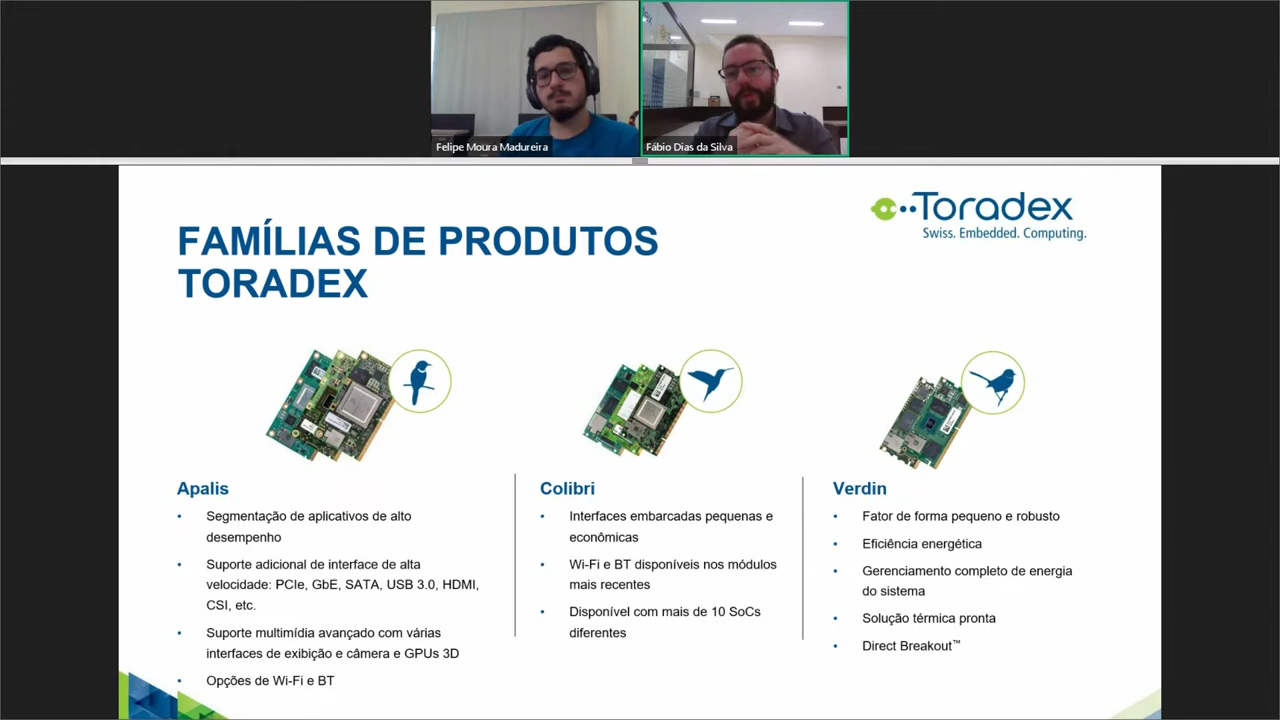 Felipe Moura Madureira
Fábio Dias da Silva
Toradex
Swiss. Embedded. Computing.
FAMÍLIAS DE PRODUTOS
TORADEX
Apalis
• Segmentação de aplicativos de alto
desempenho
• Suporte adicional de interface de alta
velocidade: PCIe, GbE, SATA, USB 3.0, HDMI,
CSI, etc.
• Suporte multimídia avançado com várias
interfaces de exibição e câmera e GPUs 3D
• Opções de Wi-Fi e BT
Colibri
• Interfaces embarcadas pequenas e
econômicas
• Wi-Fi e BT disponíveis nos módulos
mais recentes
• Disponível com mais de 10 SoCs
diferentes
Verdin
• Fator de forma pequeno e robusto
• Eficiência energética
• Gerenciamento completo de energia
do sistema
• Solução térmica pronta
• Direct Breakout™